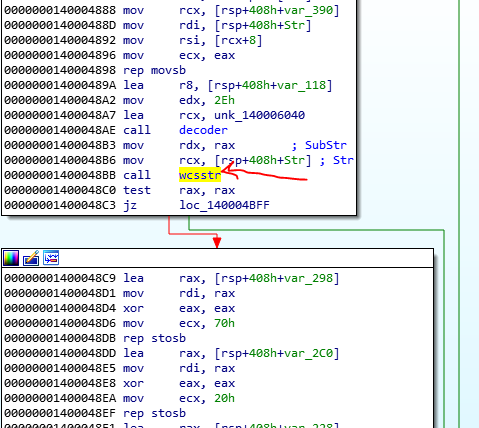 0000000140004888 mov     rcx, [rsp+408h+var_390]
000000014000488D mov     rdi, [rsp+408h+Str]
0000000140004892 mov     rsi, [rcx+8]
0000000140004896 mov     ecx, eax
0000000140004898 rep movsb
000000014000489A lea     r8, [rsp+408h+var_118]
00000001400048A2 mov     edx, 2Eh
00000001400048A7 lea     rcx, unk_140006040
00000001400048AE call    decoder
00000001400048B3 mov     rdx, rax        ; SubStr
00000001400048B6 mov     rcx, [rsp+408h+Str] ; Str
00000001400048BB call    wcsstr
00000001400048C0 test    rax, rax
00000001400048C3 jz      loc_140004BFF
00000001400048C9 lea     rax, [rsp+408h+var_298]
00000001400048D1 mov     rdi, rax
00000001400048D4 xor     eax, eax
00000001400048D6 mov     ecx, 70h
00000001400048DB rep stosb
00000001400048DD lea     rax, [rsp+408h+var_2C0]
00000001400048E5 mov     rdi, rax
00000001400048E8 xor     eax, eax
00000001400048EA mov     ecx, 20h
00000001400048EF rep stosb